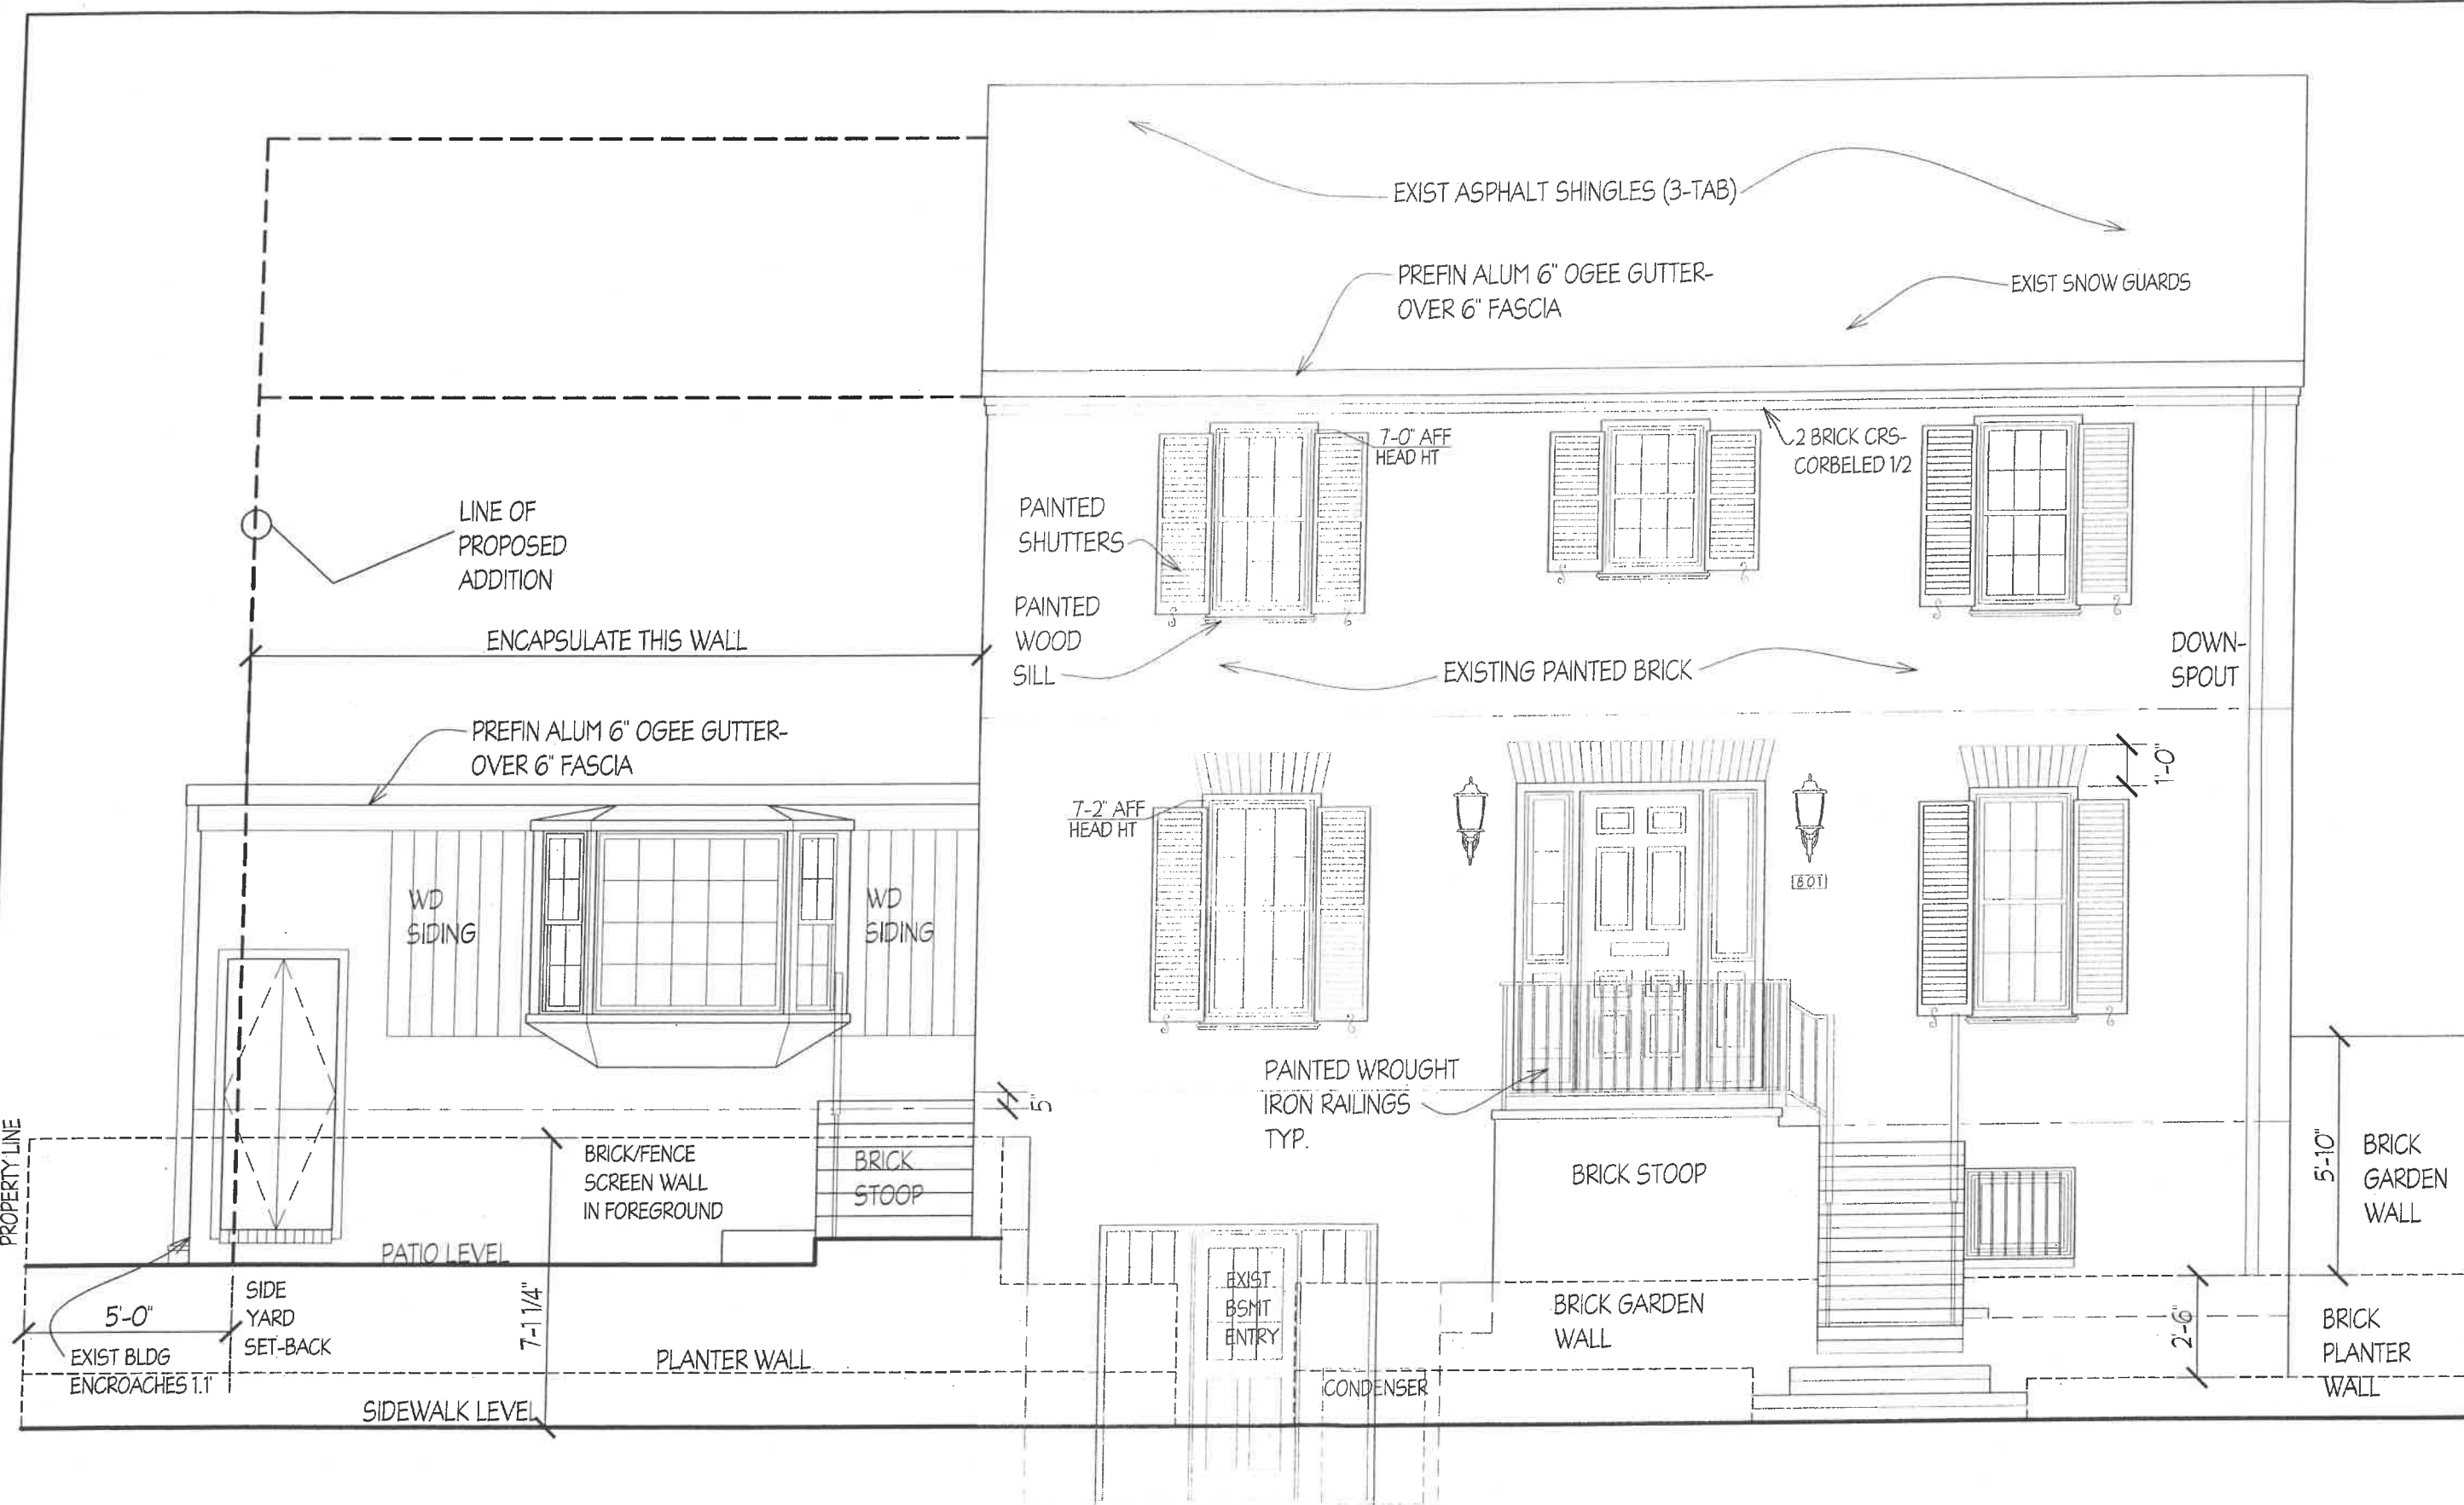 EXIST ASPHALT SHINGLES (3-TAB)
PREFIN ALUM 6" OGEE GUTTER-
OVER 6" FASCIA
EXIST SNOW GUARDS
7-0" AFF
HEAD HT
2 BRICK CRS-
CORBELED 1/2
LINE OF
PROPOSED
ADDITION
PAINTED
SHUTTERS
PAINTED
WOOD
SILL
ENCAPSULATE THIS WALL
EXISTING PAINTED BRICK
DOWN-
SPOUT
PREFIN ALUM 6" OGEE GUTTER-
OVER 6" FASCIA
1'-0"
7-2" AFF
HEAD HT
801
WD
SIDING
WD
SIDING
PAINTED WROUGHT
IRON RAILINGS
TYP.
5"
PROPERTY LINE
BRICK/FENCE
SCREEN WALL
IN FOREGROUND
BRICK
STOOP
BRICK STOOP
5'-10"
BRICK
GARDEN
WALL
PATIO LEVEL
SIDE
YARD
SET-BACK
5'-0"
7-1 1/4"
EXIST
BSMT
ENTRY
BRICK GARDEN
WALL
2'-6"
BRICK
PLANTER
WALL
EXIST BLDG
ENCROACHES 1.1'
PLANTER WALL
CONDENSER
SIDEWALK LEVEL